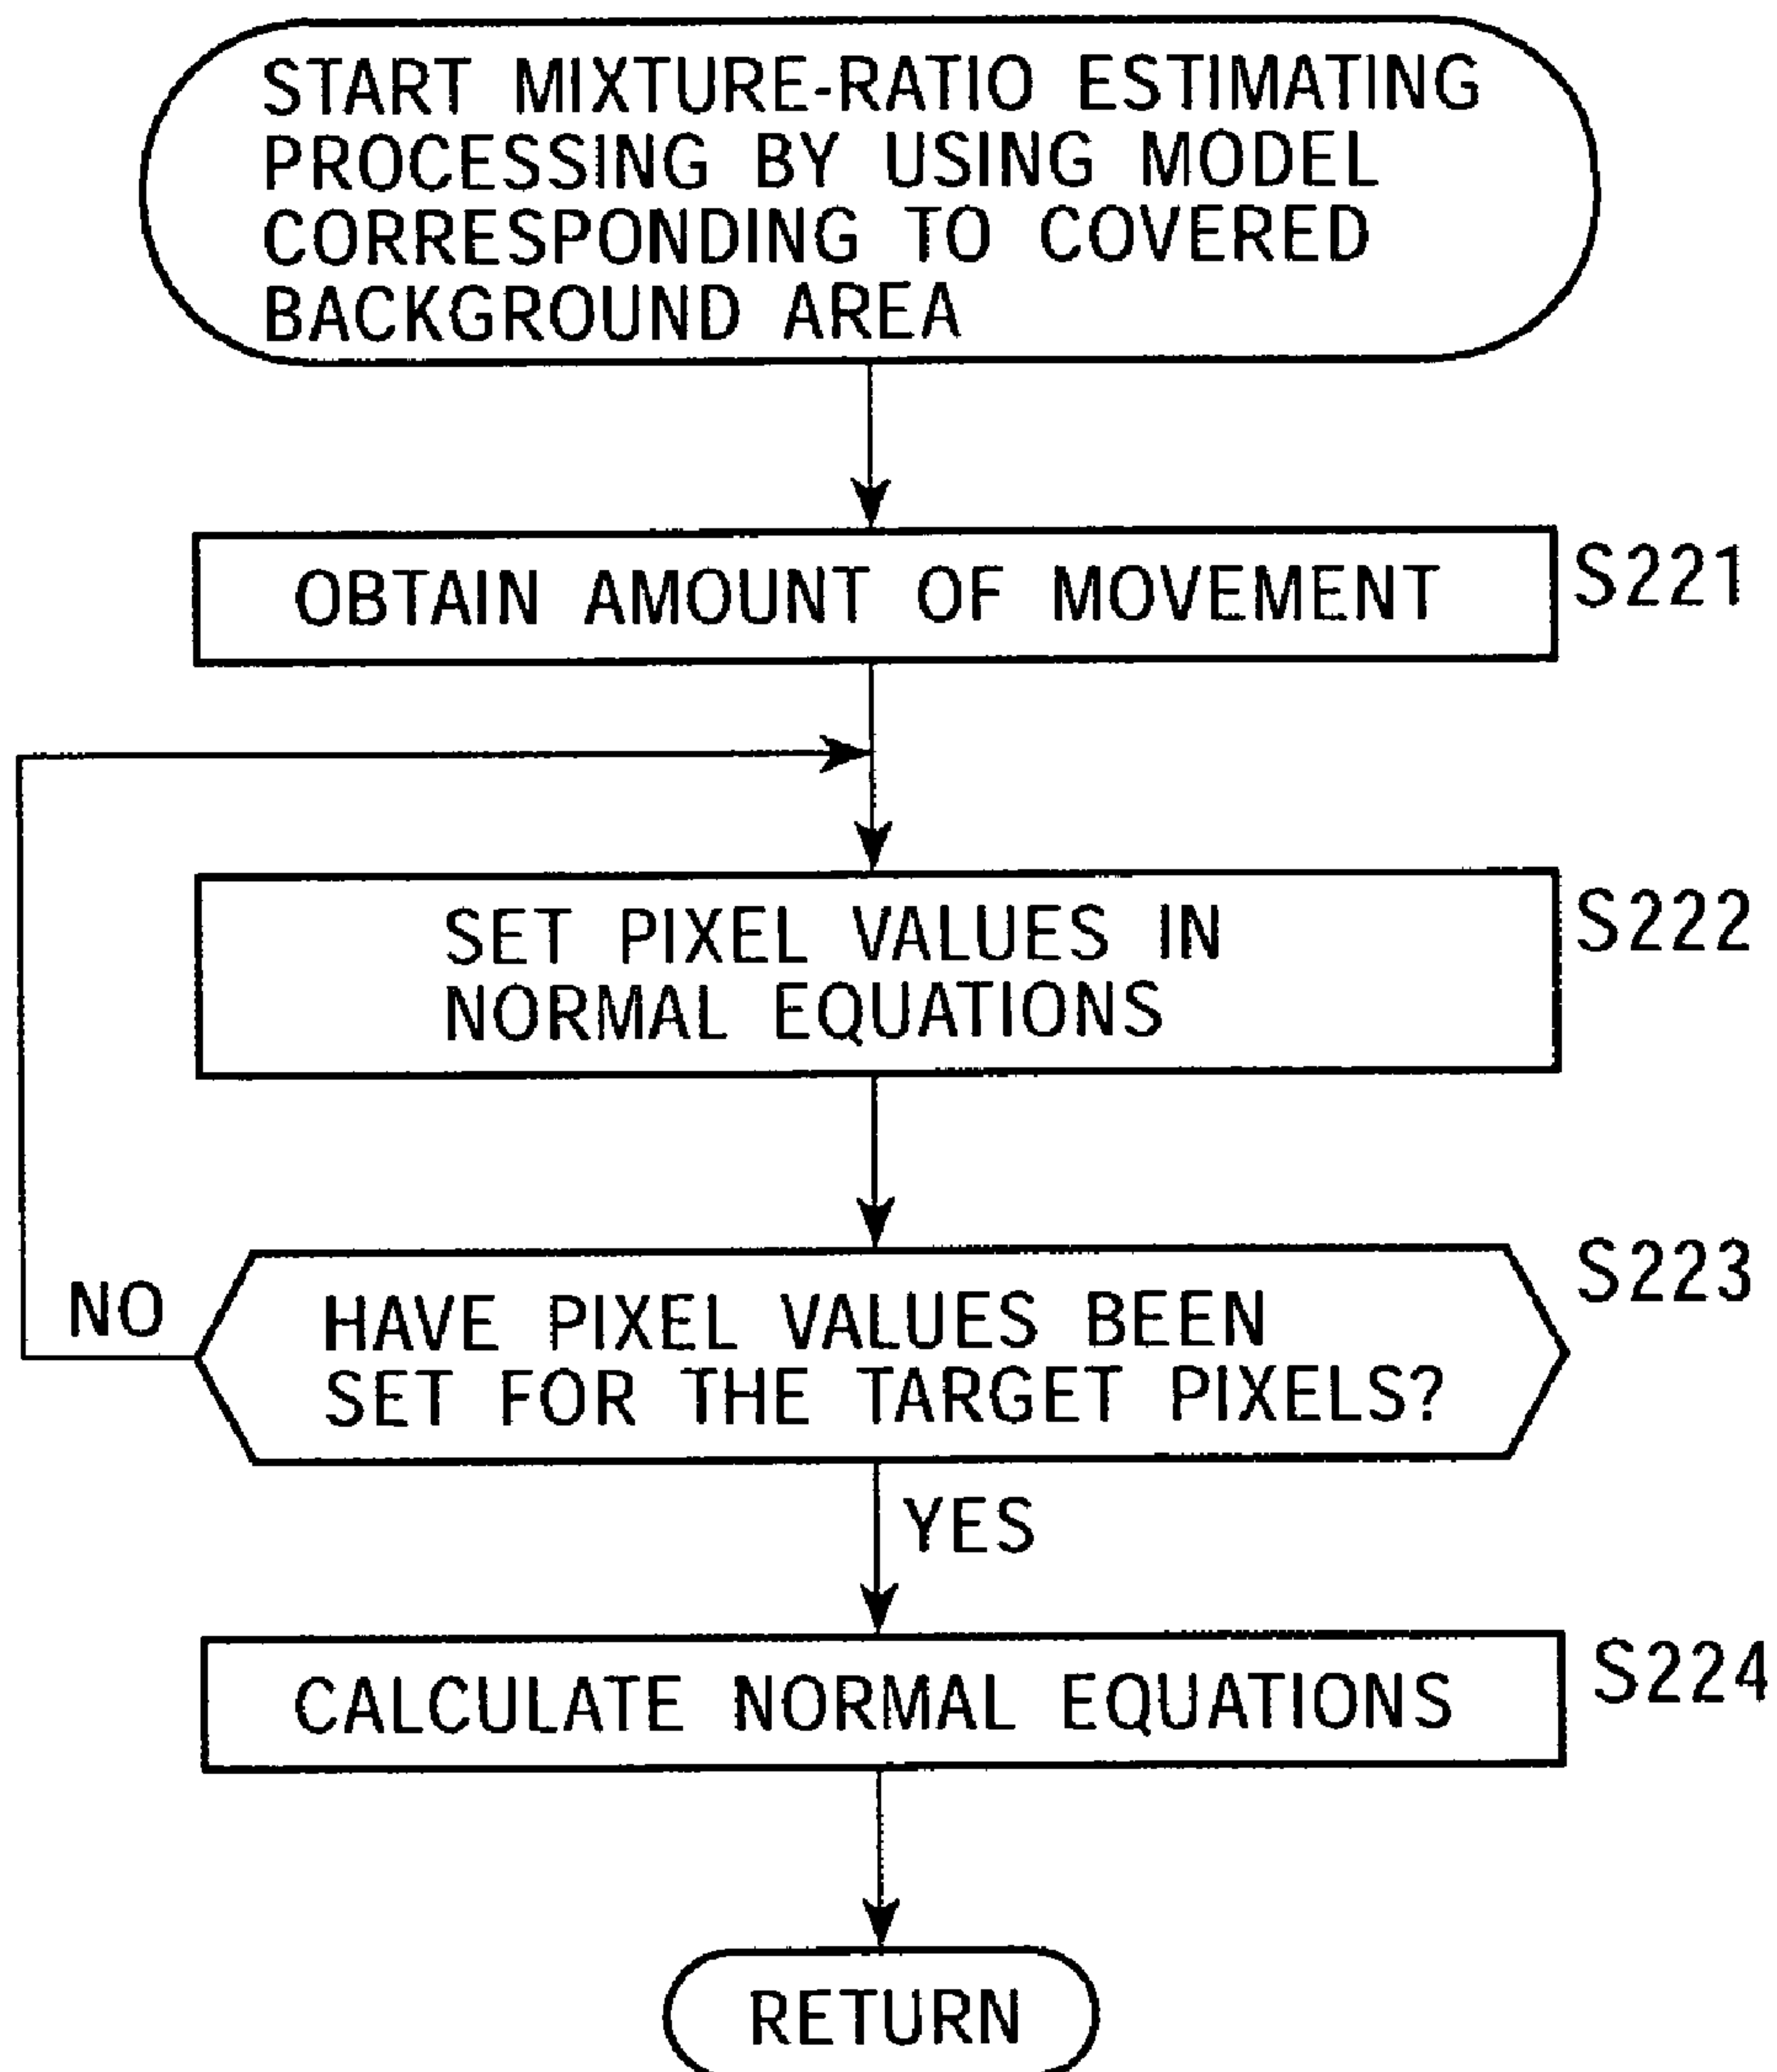 START MIXTURE-RATIO ESTIMATING
PROCESSING BY USING MODEL
CORRESPONDING TO COVERED
BACKGROUND AREA
OBTAIN AMOUNT OF MOVEMENT
S221
SET PIXEL VALUES IN
NORMAL EQUATIONS
S222
HAVE PIXEL VALUES BEEN
SET FOR THE TARGET PIXELS?
S223
NO
YES
CALCULATE NORMAL EQUATIONS
S224
RETURN